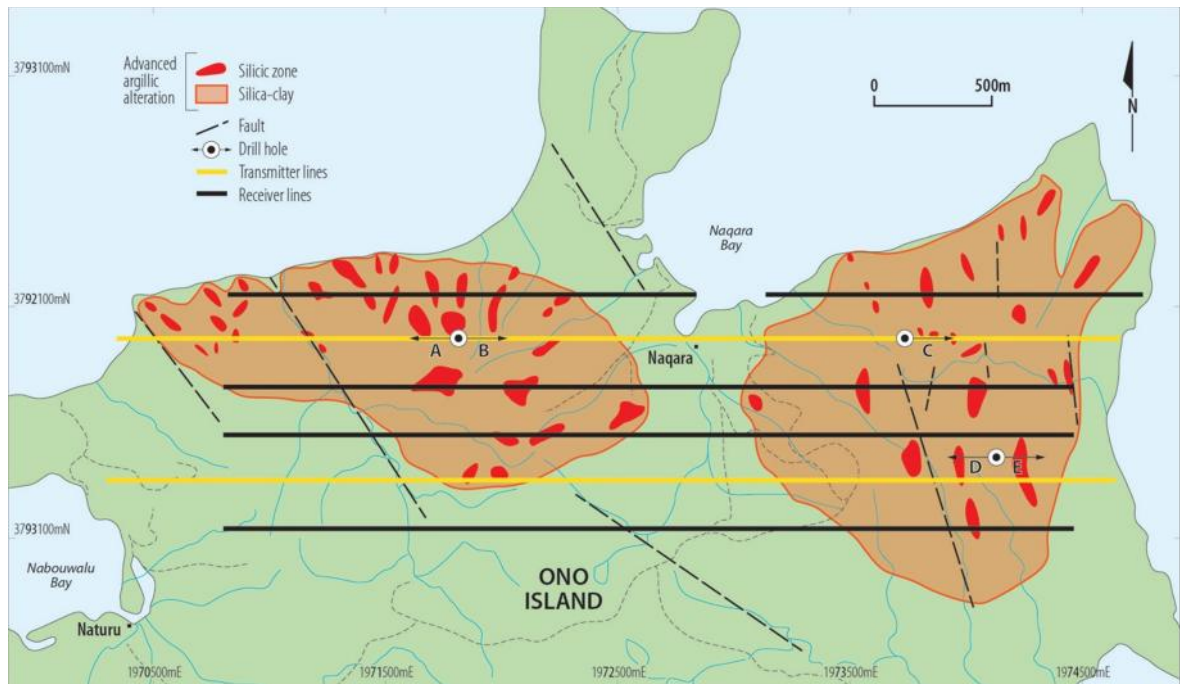 3793100mN
Advanced
argillic
alteration
Silicic zone
Silica-clay
Fault
Drill hole
Transmitter lines
Receiver lines
0 500m
N
Naqara
Bay
3792100mN
A B
C
Naqara
D E
3793100mN
Nabouwalu
Bay
ONO
ISLAND
Naturu
1970500mE 1971500mE 1972500mE 1973500mE 1974500mE